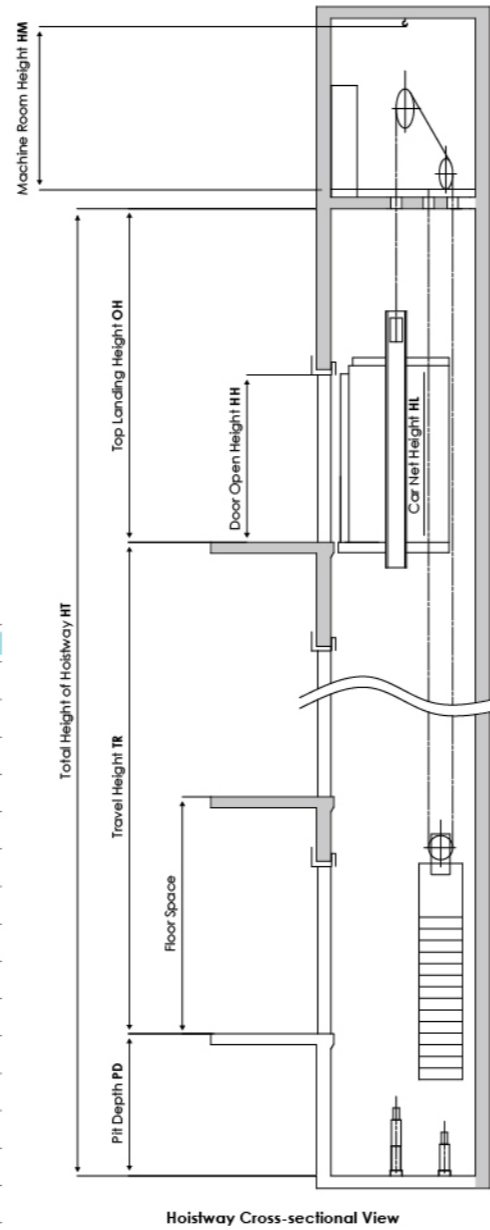 Machine Room Height HM
Top Landing Height OH
Door Open Height HH
Car Net Height HL
Total Height of Hoistway HT
Travel Height TR
Floor Space
Pit Depth PD
Hoistway Cross-sectional View